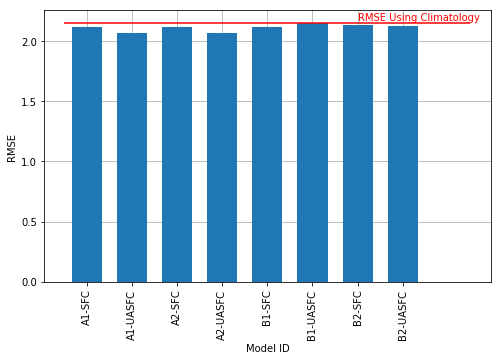 RMSE Using Climatology
2.0
1.5
1.0
0.5
0.0
RMSE
A1-SFC
A1-UASFC
A2-SFC
A2-UASFC
B1-SFC
B1-UASFC
B2-SFC
B2-UASFC
Model ID